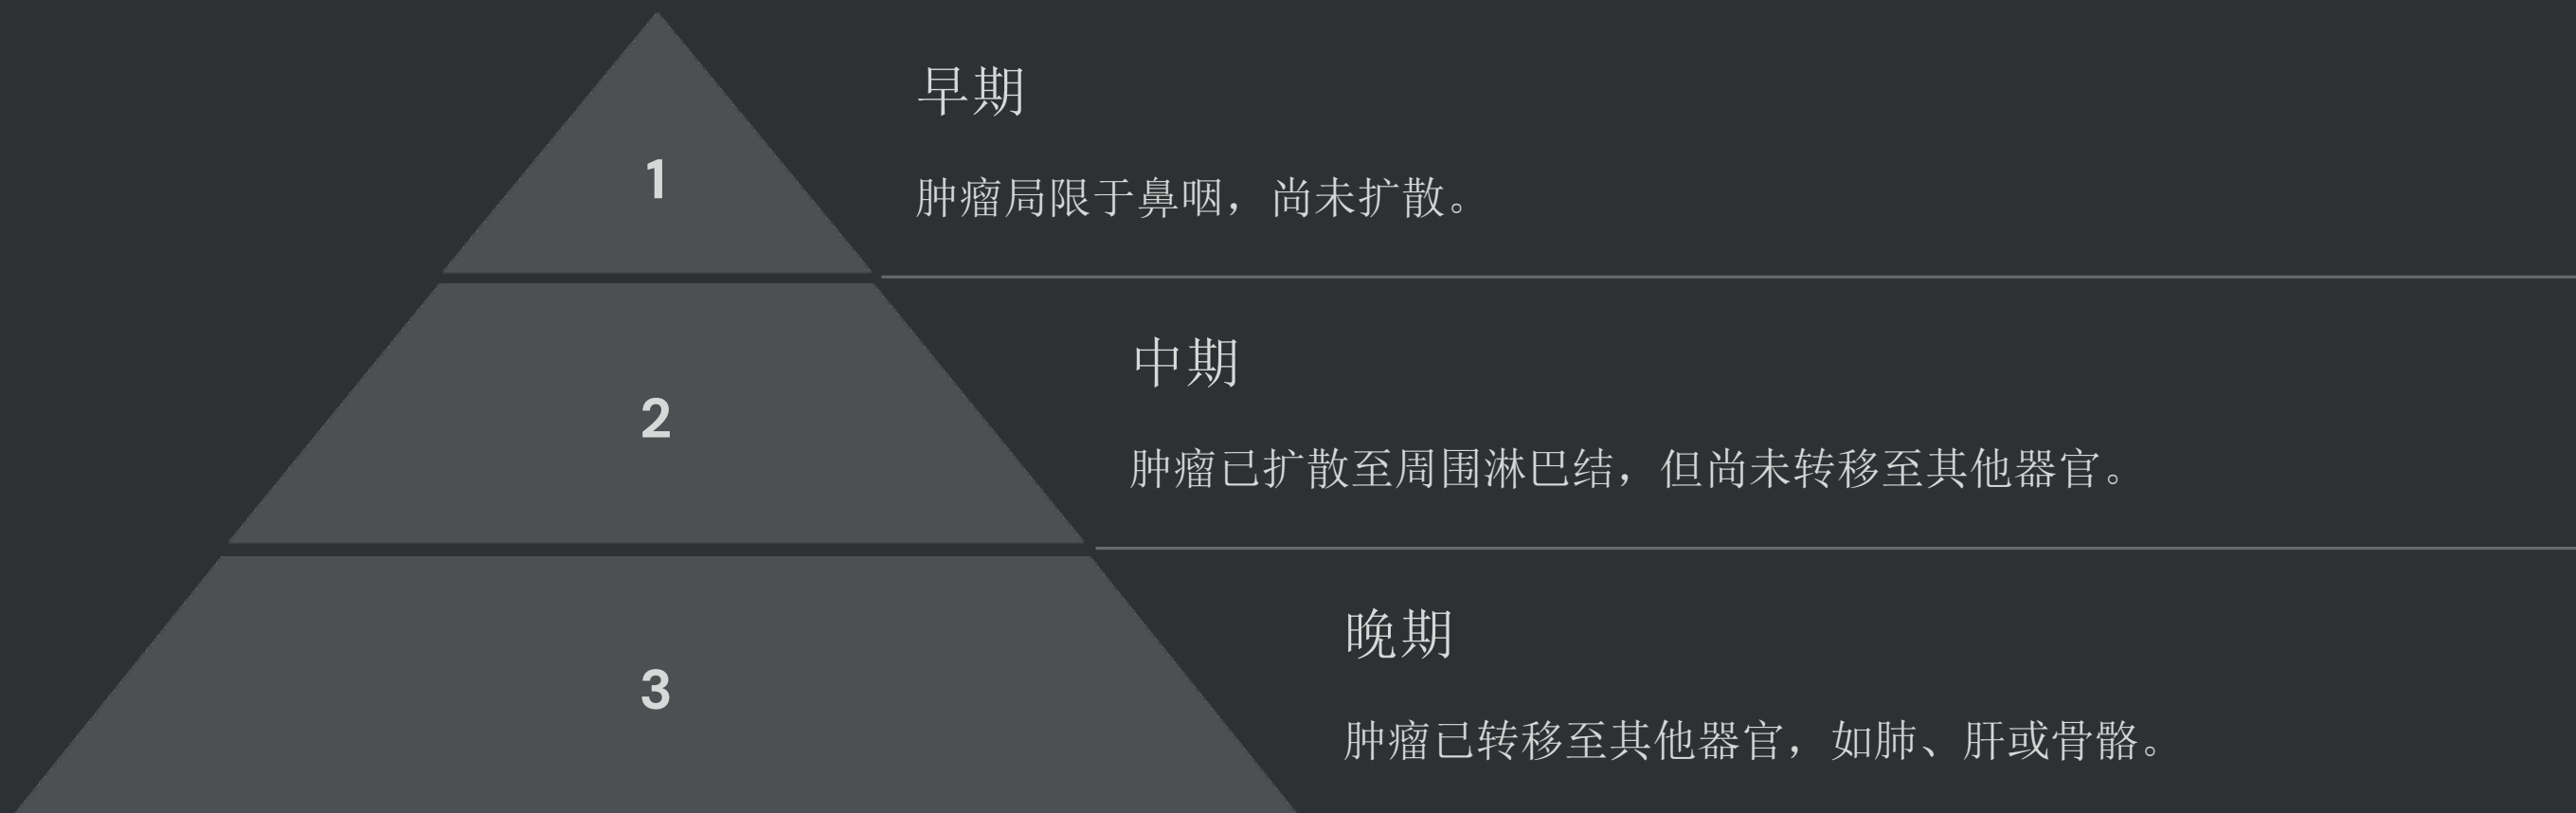 早期
1
肿瘤局限于鼻咽，尚未扩散。
中期
2
肿瘤已扩散至周围淋巴结，但尚未转移至其他器官。
晚期
3
肿瘤已转移至其他器官，如肺、肝或骨骼。